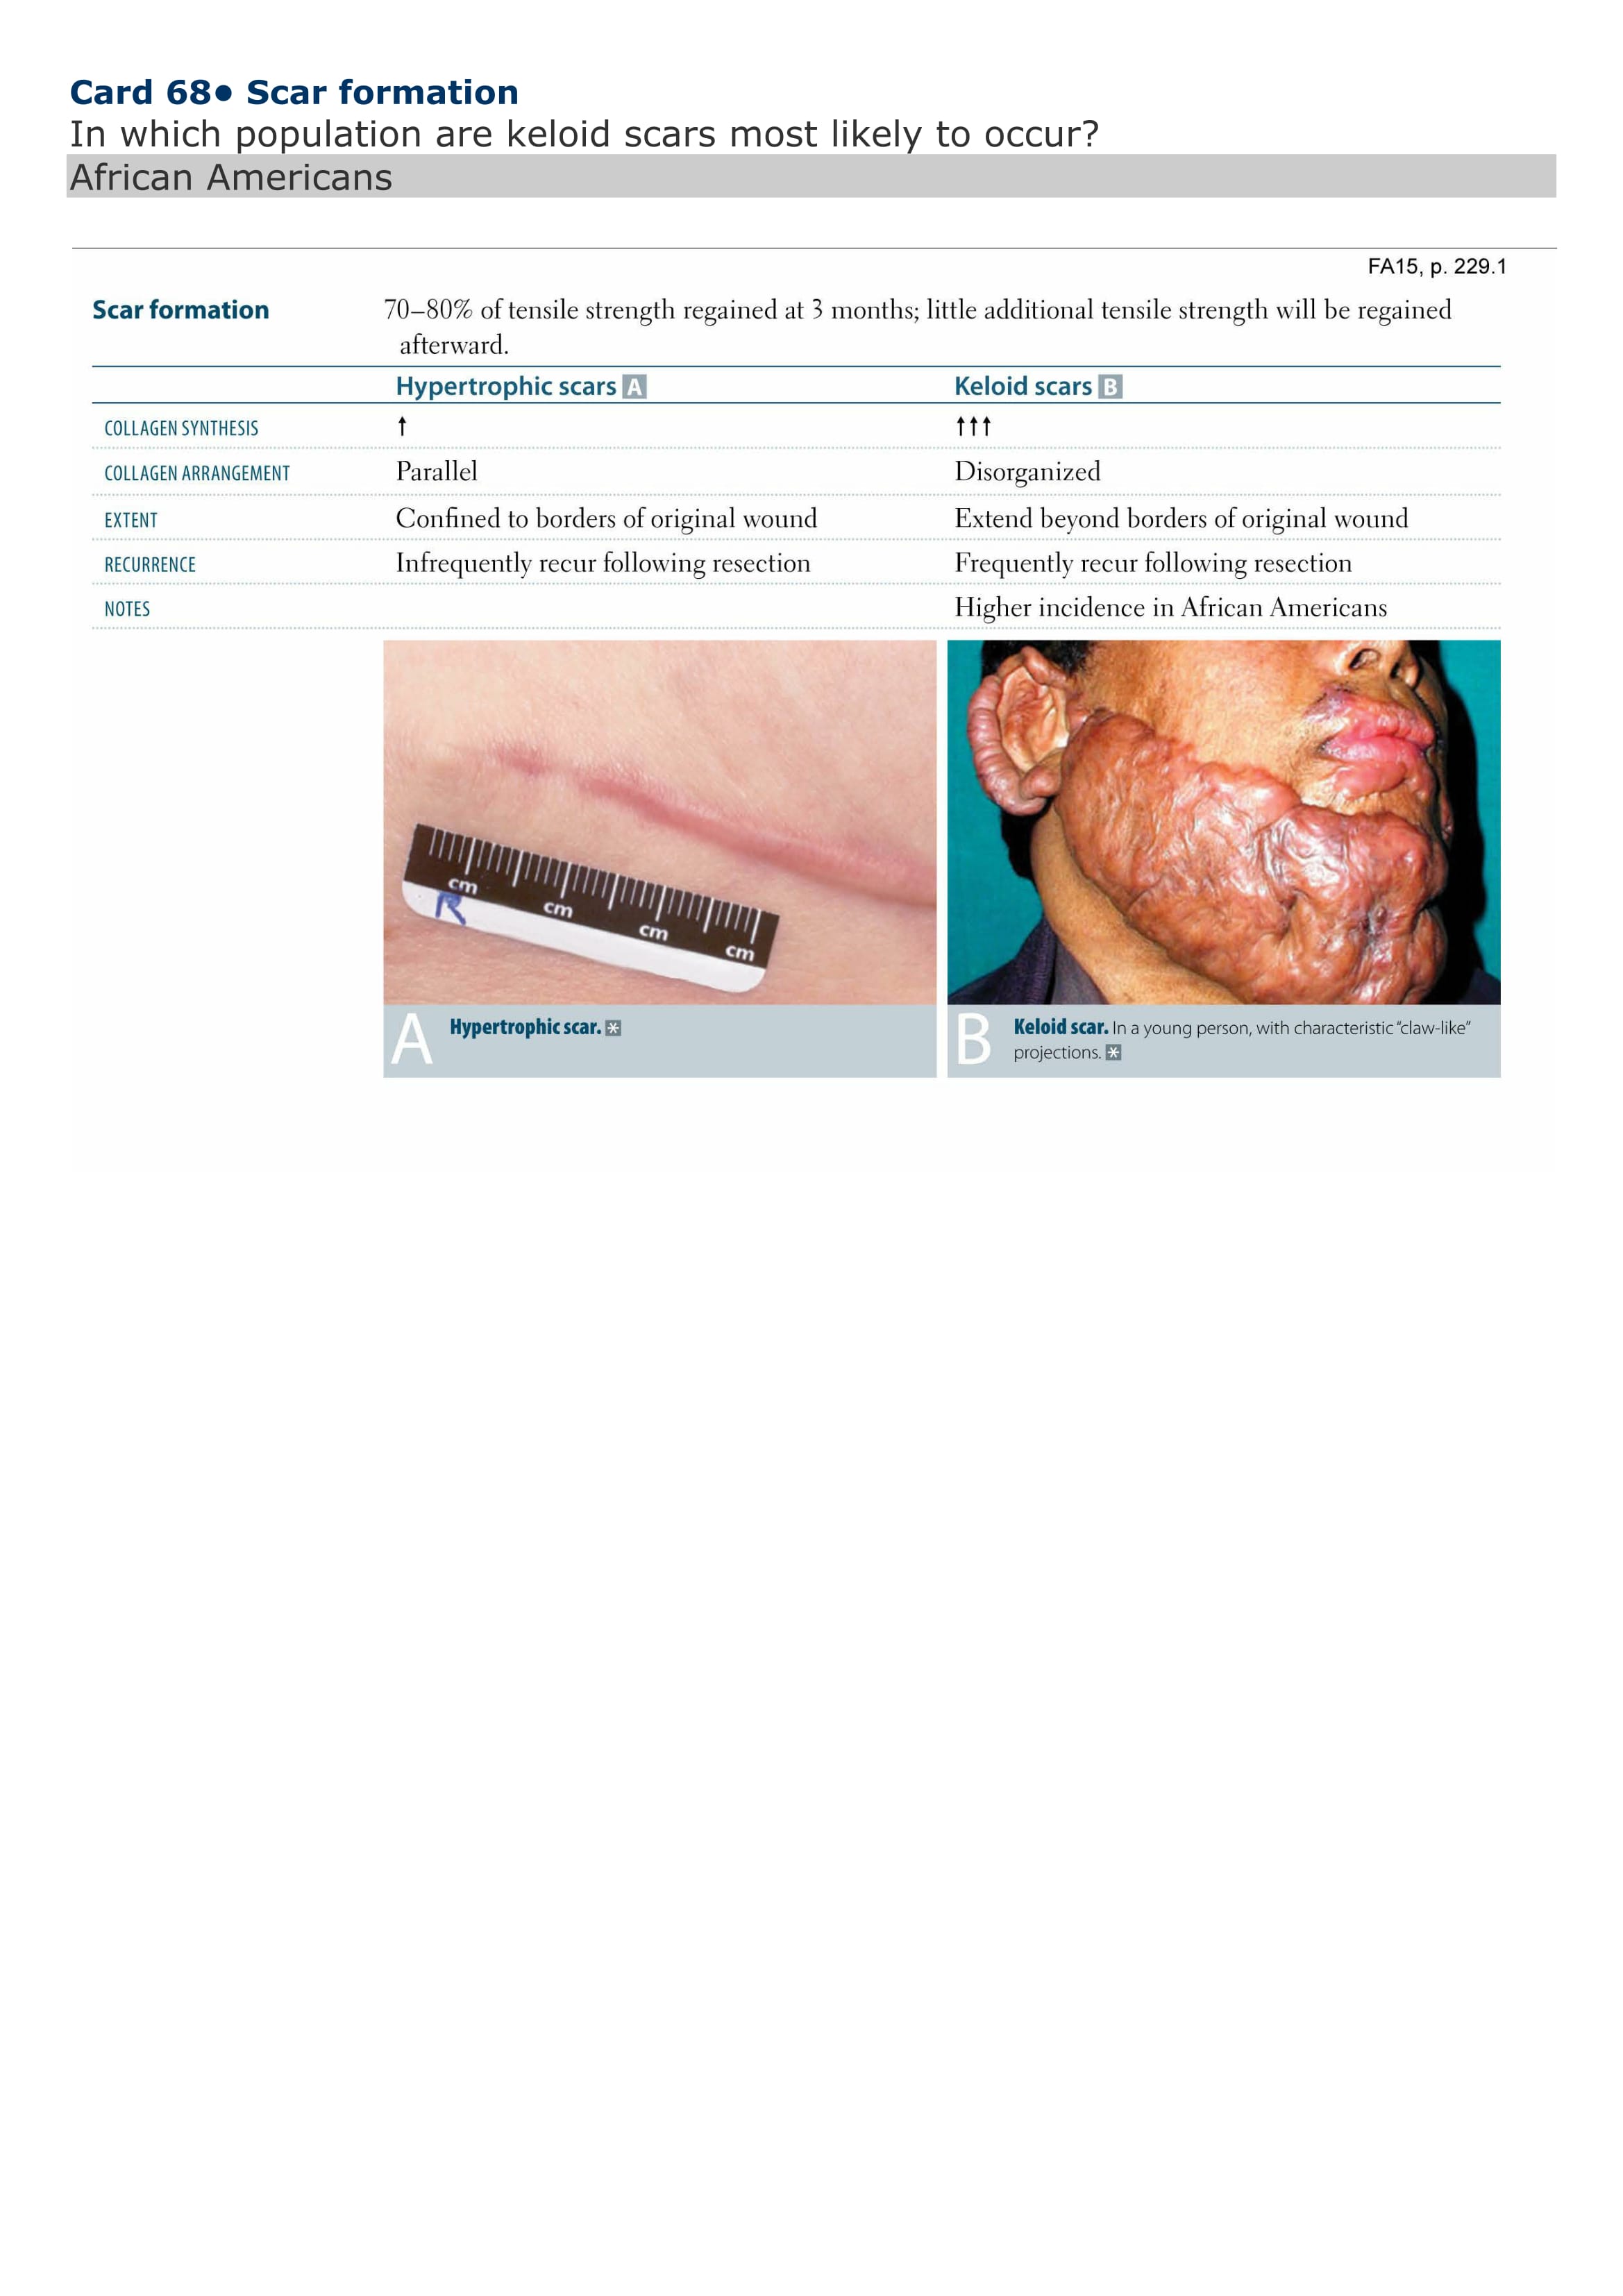 Card 68• Scar formation
In which population are keloid scars most likely to occur?
African Americans
FA15, p. 229.1
Scar formation 70–80% of tensile strength regained at 3 months; little additional tensile strength will be regained
afterward.
Hypertrophic scars A Keloid scars B
COLLAGEN SYNTHESIS ↑ ↑↑↑
COLLAGEN ARRANGEMENT Parallel Disorganized
EXTENT Confined to borders of original wound Extend beyond borders of original wound
RECURRENCE Infrequently recur following resection Frequently recur following resection
NOTES Higher incidence in African Americans
cm cm cm cm
R
A Hypertrophic scar. *
B Keloid scar. In a young person, with characteristic “claw-like”
projections. *